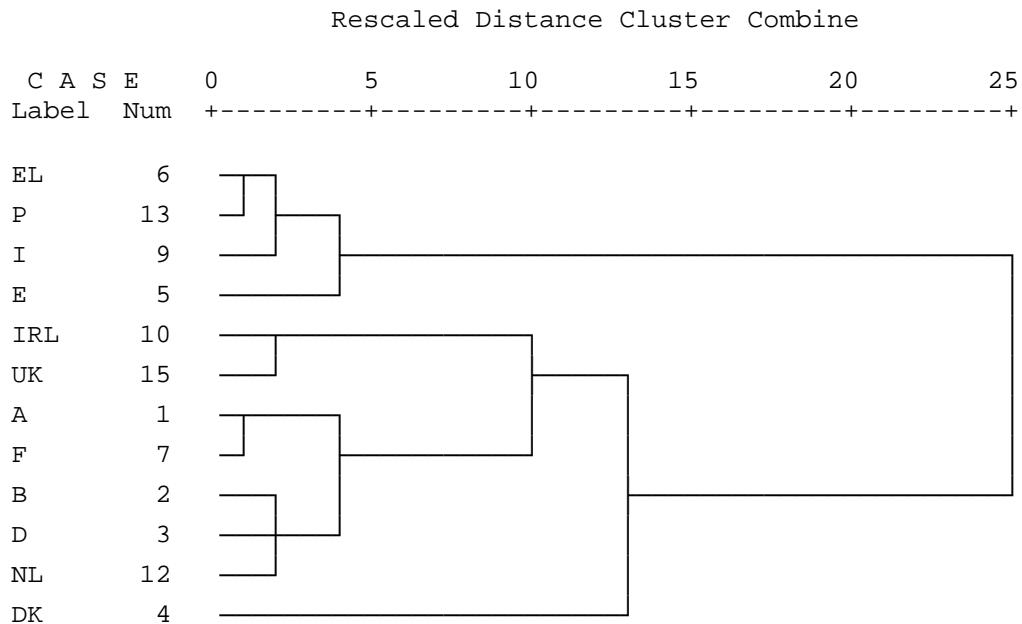 Rescaled Distance Cluster Combine
C A S E 0 5 10 15 20 25
Label Num +---------+---------+---------+---------+---------+
EL 6
P 13
I 9
E 5
IRL 10
UK 15
A 1
F 7
B 2
D 3
NL 12
DK 4